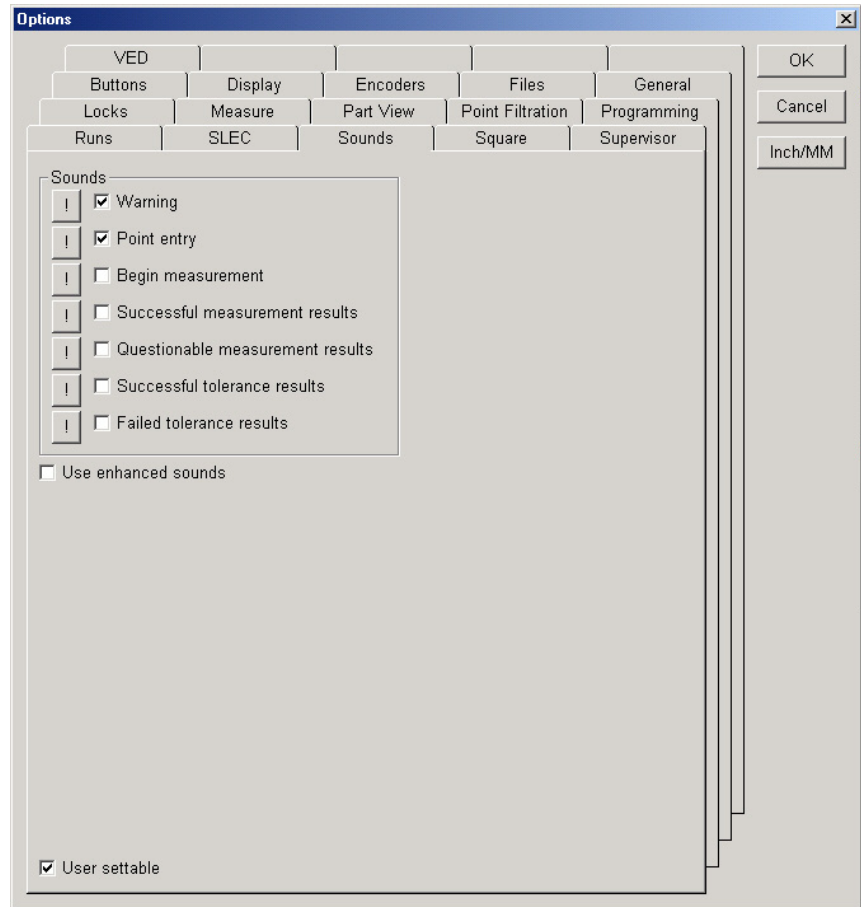 Options
VED
Buttons Display Encoders Files General
Locks Measure Part View Point Filtration Programming
Runs SLEC Sounds Square Supervisor
OK
Cancel
Inch/MM
Sounds
! Warning
! Point entry
! Begin measurement
! Successful measurement results
! Questionable measurement results
! Successful tolerance results
! Failed tolerance results
Use enhanced sounds
User settable